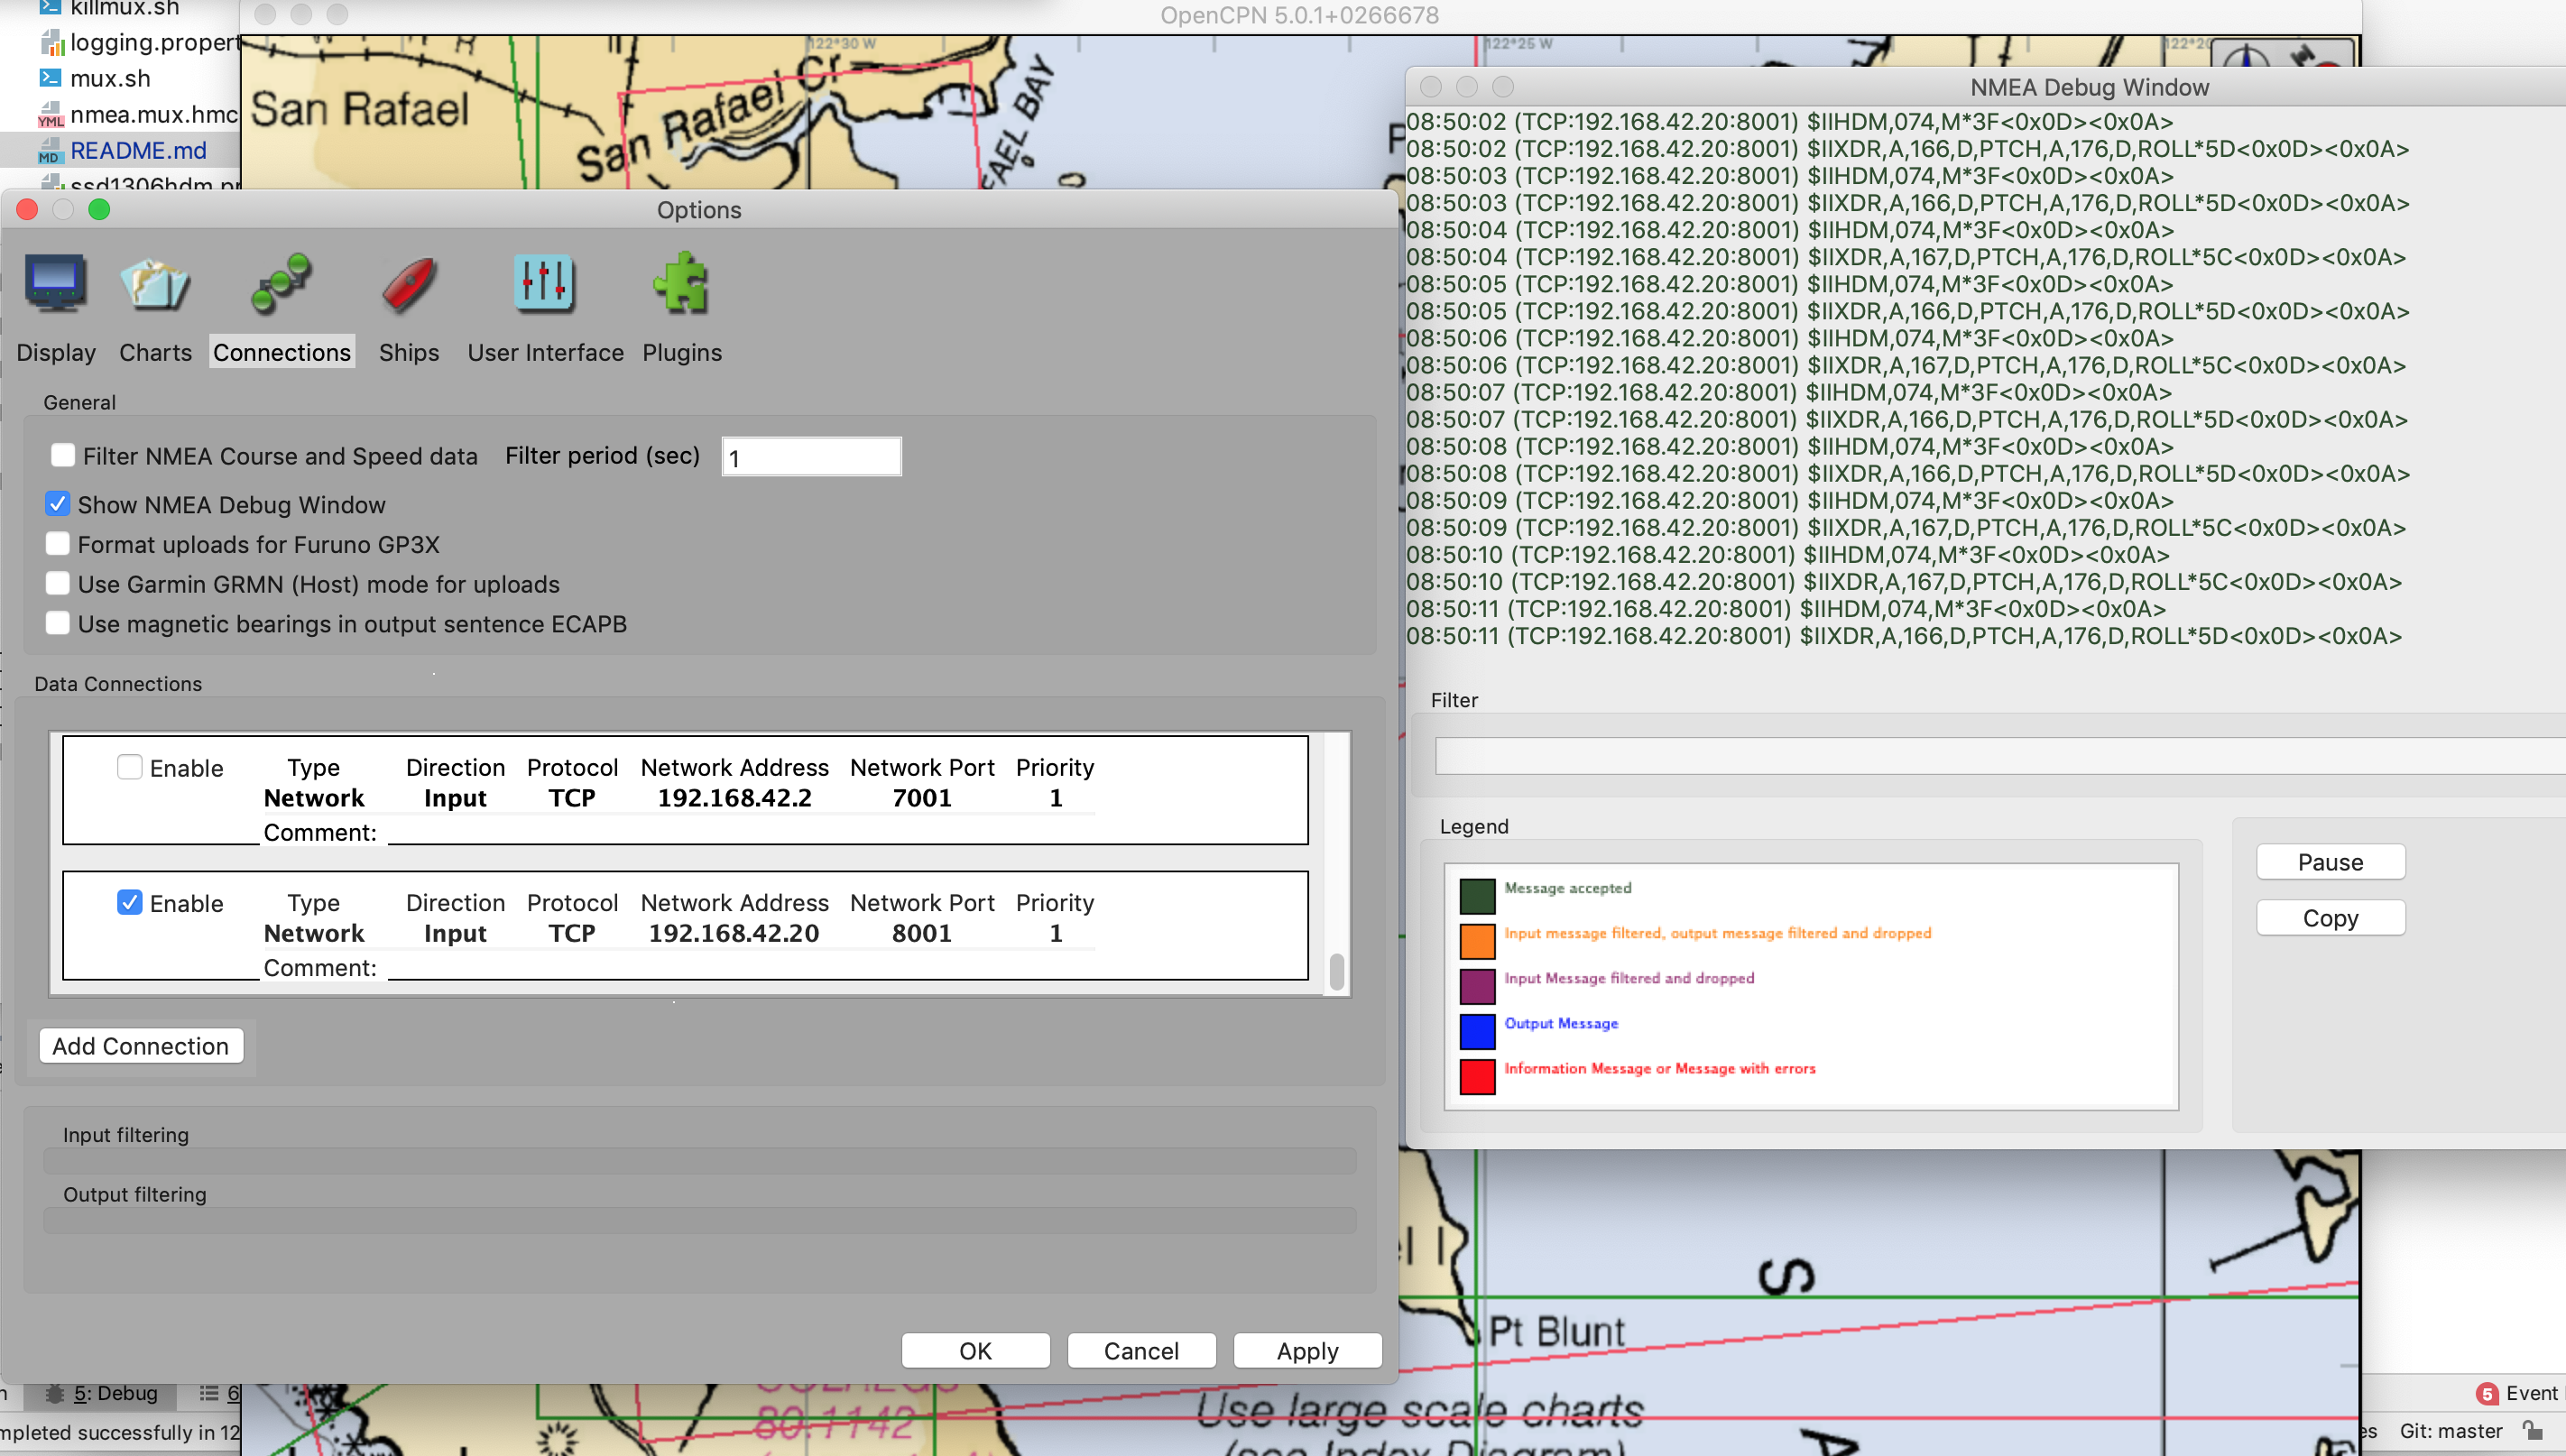 killmux.sh
logging.propert
mux.sh
nmea.mux.hmc
README.md
OpenCPN 5.0.1+0266678
122°30 W
122°25 W
San Rafael
San Rafael Cr
AEL BAY
Options
Display
Charts
Connections
Ships
User Interface
Plugins
General
Filter NMEA Course and Speed data Filter period (sec) 1
Show NMEA Debug Window
Format uploads for Furuno GP3X
Use Garmin GRMN (Host) mode for uploads
Use magnetic bearings in output sentence ECAPB
Data Connections
Enable Type Direction Protocol Network Address Network Port Priority
Network Input TCP 192.168.42.2 7001 1
Comment:
Enable Type Direction Protocol Network Address Network Port Priority
Network Input TCP 192.168.42.20 8001 1
Comment:
Add Connection
Input filtering
Output filtering
OK
Cancel
Apply
NMEA Debug Window
08:50:02 (TCP:192.168.42.20:8001) $IIHDM,074,M*3F<0x0D><0x0A>
08:50:02 (TCP:192.168.42.20:8001) $IIXDR,A,166,D,PTCH,A,176,D,ROLL*5D<0x0D><0x0A>
08:50:03 (TCP:192.168.42.20:8001) $IIHDM,074,M*3F<0x0D><0x0A>
08:50:03 (TCP:192.168.42.20:8001) $IIXDR,A,166,D,PTCH,A,176,D,ROLL*5D<0x0D><0x0A>
08:50:04 (TCP:192.168.42.20:8001) $IIHDM,074,M*3F<0x0D><0x0A>
08:50:04 (TCP:192.168.42.20:8001) $IIXDR,A,167,D,PTCH,A,176,D,ROLL*5C<0x0D><0x0A>
08:50:05 (TCP:192.168.42.20:8001) $IIHDM,074,M*3F<0x0D><0x0A>
08:50:05 (TCP:192.168.42.20:8001) $IIXDR,A,166,D,PTCH,A,176,D,ROLL*5D<0x0D><0x0A>
08:50:06 (TCP:192.168.42.20:8001) $IIHDM,074,M*3F<0x0D><0x0A>
08:50:06 (TCP:192.168.42.20:8001) $IIXDR,A,167,D,PTCH,A,176,D,ROLL*5C<0x0D><0x0A>
08:50:07 (TCP:192.168.42.20:8001) $IIHDM,074,M*3F<0x0D><0x0A>
08:50:07 (TCP:192.168.42.20:8001) $IIXDR,A,166,D,PTCH,A,176,D,ROLL*5D<0x0D><0x0A>
08:50:08 (TCP:192.168.42.20:8001) $IIHDM,074,M*3F<0x0D><0x0A>
08:50:08 (TCP:192.168.42.20:8001) $IIXDR,A,166,D,PTCH,A,176,D,ROLL*5D<0x0D><0x0A>
08:50:09 (TCP:192.168.42.20:8001) $IIHDM,074,M*3F<0x0D><0x0A>
08:50:09 (TCP:192.168.42.20:8001) $IIXDR,A,167,D,PTCH,A,176,D,ROLL*5C<0x0D><0x0A>
08:50:10 (TCP:192.168.42.20:8001) $IIHDM,074,M*3F<0x0D><0x0A>
08:50:10 (TCP:192.168.42.20:8001) $IIXDR,A,167,D,PTCH,A,176,D,ROLL*5C<0x0D><0x0A>
08:50:11 (TCP:192.168.42.20:8001) $IIHDM,074,M*3F<0x0D><0x0A>
08:50:11 (TCP:192.168.42.20:8001) $IIXDR,A,166,D,PTCH,A,176,D,ROLL*5D<0x0D><0x0A>
Filter
Legend
Message accepted
Input message filtered, output message filtered and dropped
Input Message filtered and dropped
Output Message
Information Message or Message with errors
Pause
Copy
S
Pt Blunt
80.1142
Use large scale charts
(see Index Diagram)
A
5: Debug
6
mpleted successfully in 12
5 Event
es Git: master